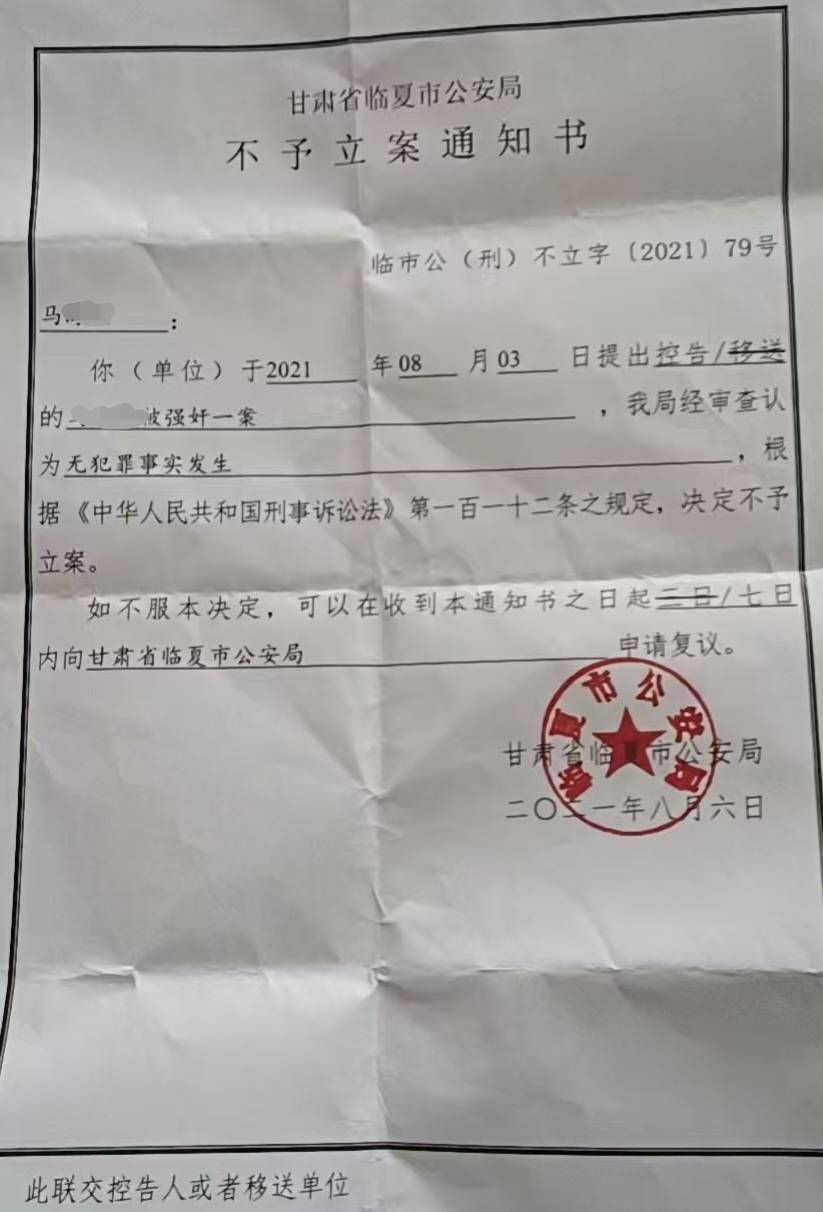 甘肃省临夏市公安局
不予立案通知书
临市公（刑）不立字〔2021〕79号
马：
你（单位）于2021年08月03日提出控告/移送
的被强奸一案，我局经审查认
为无犯罪事实发生，根
据《中华人民共和国刑事诉讼法》第一百一十二条之规定，决定不予
立案。
如不服本决定，可以在收到本通知书之日起三日/七日
内向甘肃省临夏市公安局申请复议。
临夏市公安局
甘肃省临夏市公安局
二〇二一年八月六日
此联交控告人或者移送单位